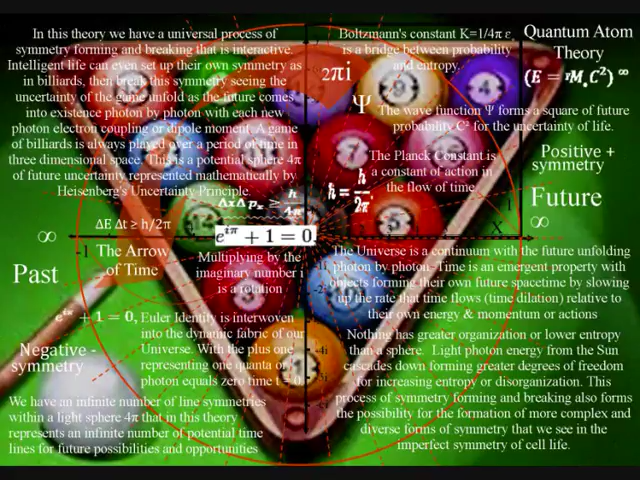 In this theory we have a universal process of
symmetry forming and breaking that is interactive.
Intelligent life can even set up their own symmetry as
in billiards, then break this symmetry seeing the
uncertainty of the game unfold as the future comes
into existence photon by photon with each new
photon electron coupling or dipole moment. A game
of billiards is always played over a period of time in
three dimensional space. This is a potential sphere 4π
of future uncertainty represented mathematically by
Heisenberg's Uncertainty Principle.
Δx Δpₓ ≥ h/4π
ΔE Δt ≥ h/2π
∞
-1
The Arrow
of Time
Past
e^iπ + 1 = 0
Multiplying by the
imaginary number i
is a rotation
e^iπ + 1 = 0,
Euler Identity is interwoven
into the dynamic fabric of our
Universe. With the plus one
representing one quanta or
photon equals zero time t = 0
Negative -
symmetry
We have an infinite number of line symmetries
within a light sphere 4π that in this theory
represents an infinite number of potential time
lines for future possibilities and opportunities
Boltzmann's constant K=1/4π ε
is a bridge between probability
and entropy.
2πi
9
4
Quantum Atom
Theory
Ψ
The wave function Ψ forms a square of future
probability C² for the uncertainty of life.
7
The Planck Constant is
a constant of action in
the flow of time
ħ = h/2π
Positive +
symmetry
Future
∞
1
X
The Universe is a continuum with the future unfolding
photon by photon. Time is an emergent property with
objects forming their own future spacetime by slowing
up the rate that time flows (time dilation) relative to
their own energy & momentum or actions
Nothing has greater organization or lower entropy
than a sphere. Light photon energy from the Sun
cascades down forming greater degrees of freedom
for increasing entropy or disorganization. This
process of symmetry forming and breaking also forms
the possibility for the formation of more complex and
diverse forms of symmetry that we see in the
imperfect symmetry of cell life.